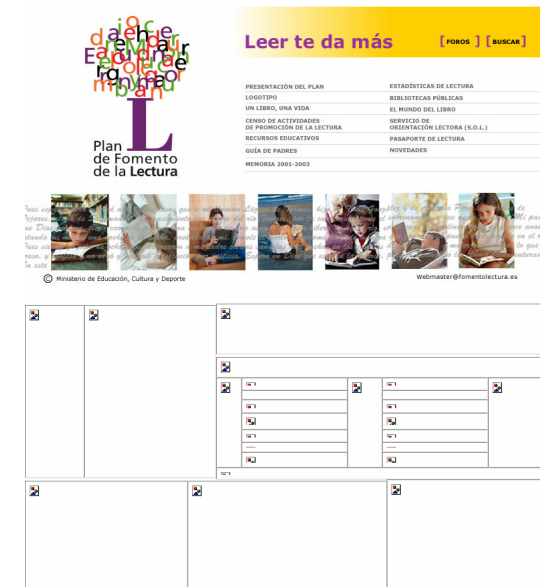 Leer te da más
[ FOROS ] [ BUSCAR ]
PRESENTACIÓN DEL PLAN
LOGOTIPO
UN LIBRO, UNA VIDA
CENSO DE ACTIVIDADES
DE PROMOCIÓN DE LA LECTURA
RECURSOS EDUCATIVOS
GUÍA DE PADRES
MEMORIA 2001-2003
ESTADÍSTICAS DE LECTURA
BIBLIOTECAS PÚBLICAS
EL MUNDO DEL LIBRO
SERVICIO DE
ORIENTACIÓN LECTORA (S.O.L.)
PASAPORTE DE LECTURA
NOVEDADES
L
Plan
de Fomento
de la Lectura
© Ministerio de Educación, Cultura y Deporte
Webmaster@fomentolectura.es